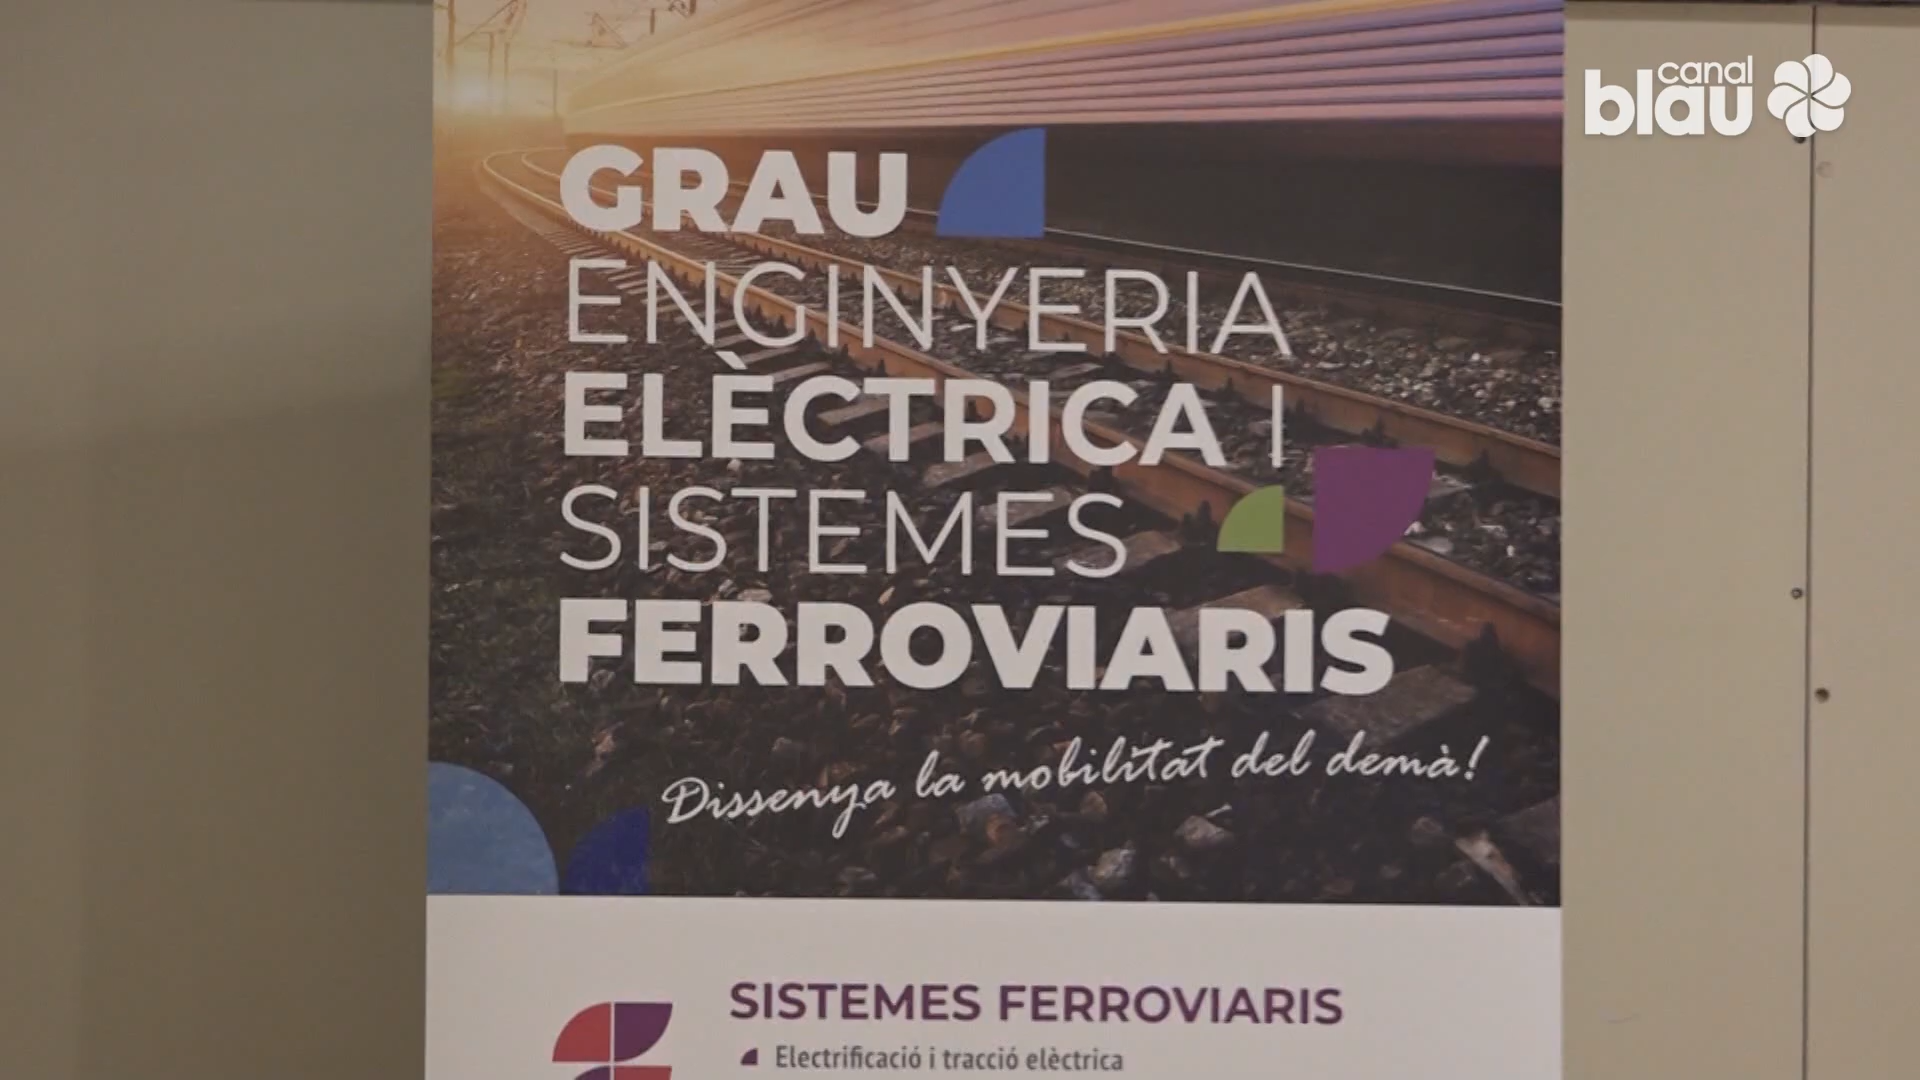 canal
blau
GRAU
ENGINYERIA
ELÈCTRICA I
SISTEMES
FERROVIARIS
Dissenya la mobilitat del demà!
SISTEMES FERROVIARIS
Electrificació i tracció elèctrica